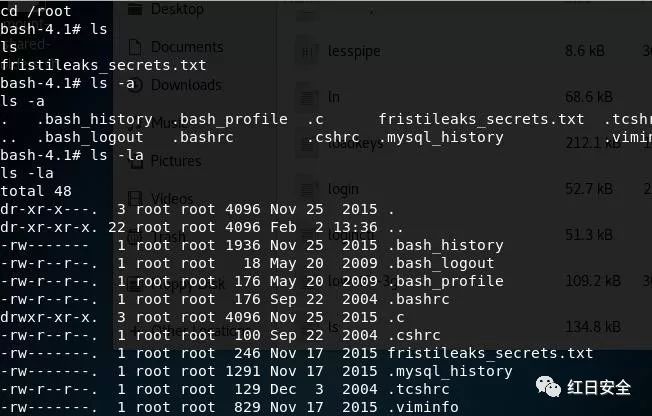 cd /root
bash-4.1# ls
ls
fristileaks_secrets.txt
bash-4.1# ls -a
ls -a
.   .bash_history  .bash_profile  .c      fristileaks_secrets.txt  .tcshr
..  .bash_logout   .bashrc        .cshrc  .mysql_history           .vimin
bash-4.1# ls -la
ls -la
total 48
dr-xr-x---.  3 root root 4096 Nov 25  2015 .
dr-xr-xr-x. 22 root root 4096 Feb  2 13:36 ..
-rw-------.  1 root root 1936 Nov 25  2015 .bash_history
-rw-r--r--.  1 root root   18 May 20  2009 .bash_logout
-rw-r--r--.  1 root root  176 May 20  2009 .bash_profile
-rw-r--r--.  1 root root  176 Sep 22  2004 .bashrc
drwxr-xr-x.  3 root root 4096 Nov 25  2015 .c
-rw-r--r--.  1 root root  100 Sep 22  2004 .cshrc
-rw-------.  1 root root  246 Nov 17  2015 fristileaks_secrets.txt
-rw-------.  1 root root 1291 Nov 17  2015 .mysql_history
-rw-r--r--.  1 root root  129 Dec  3  2004 .tcshrc
-rw-------.  1 root root  829 Nov 17  2015 .viminfo
Desktop
Documents
Downloads
Music
Pictures
Videos
Trash
lesspipe 8.6 kB
ln 68.6 kB
loadkeys 212.1 kB
login 52.7 kB
loginctl 51.3 kB
109.2 kB
ls 134.8 kB
红日安全